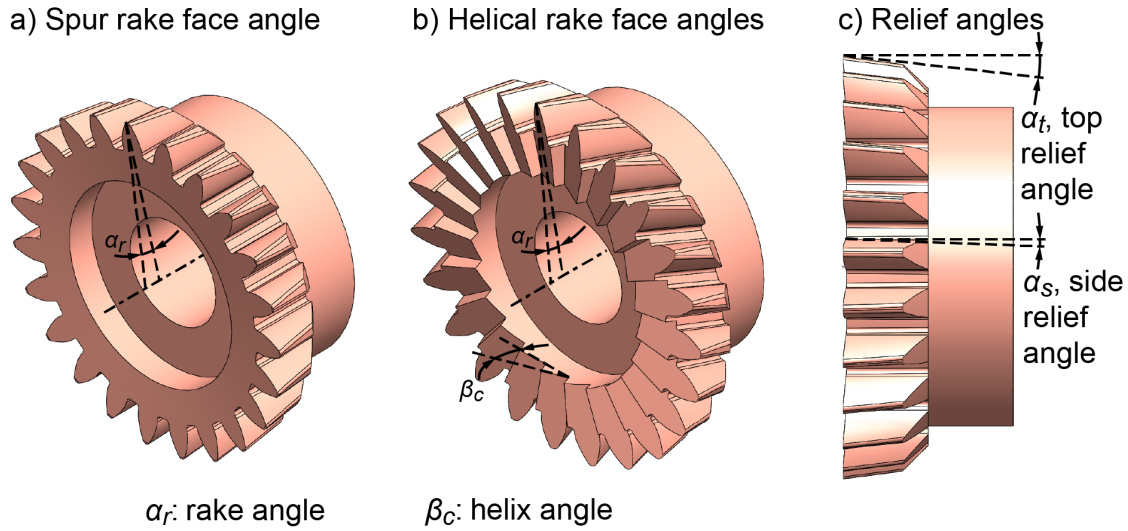 a) Spur rake face angle
b) Helical rake face angles
c) Relief angles
αr
αr
βc
αt, top
relief
angle
αs, side
relief
angle
αr: rake angle
βc: helix angle